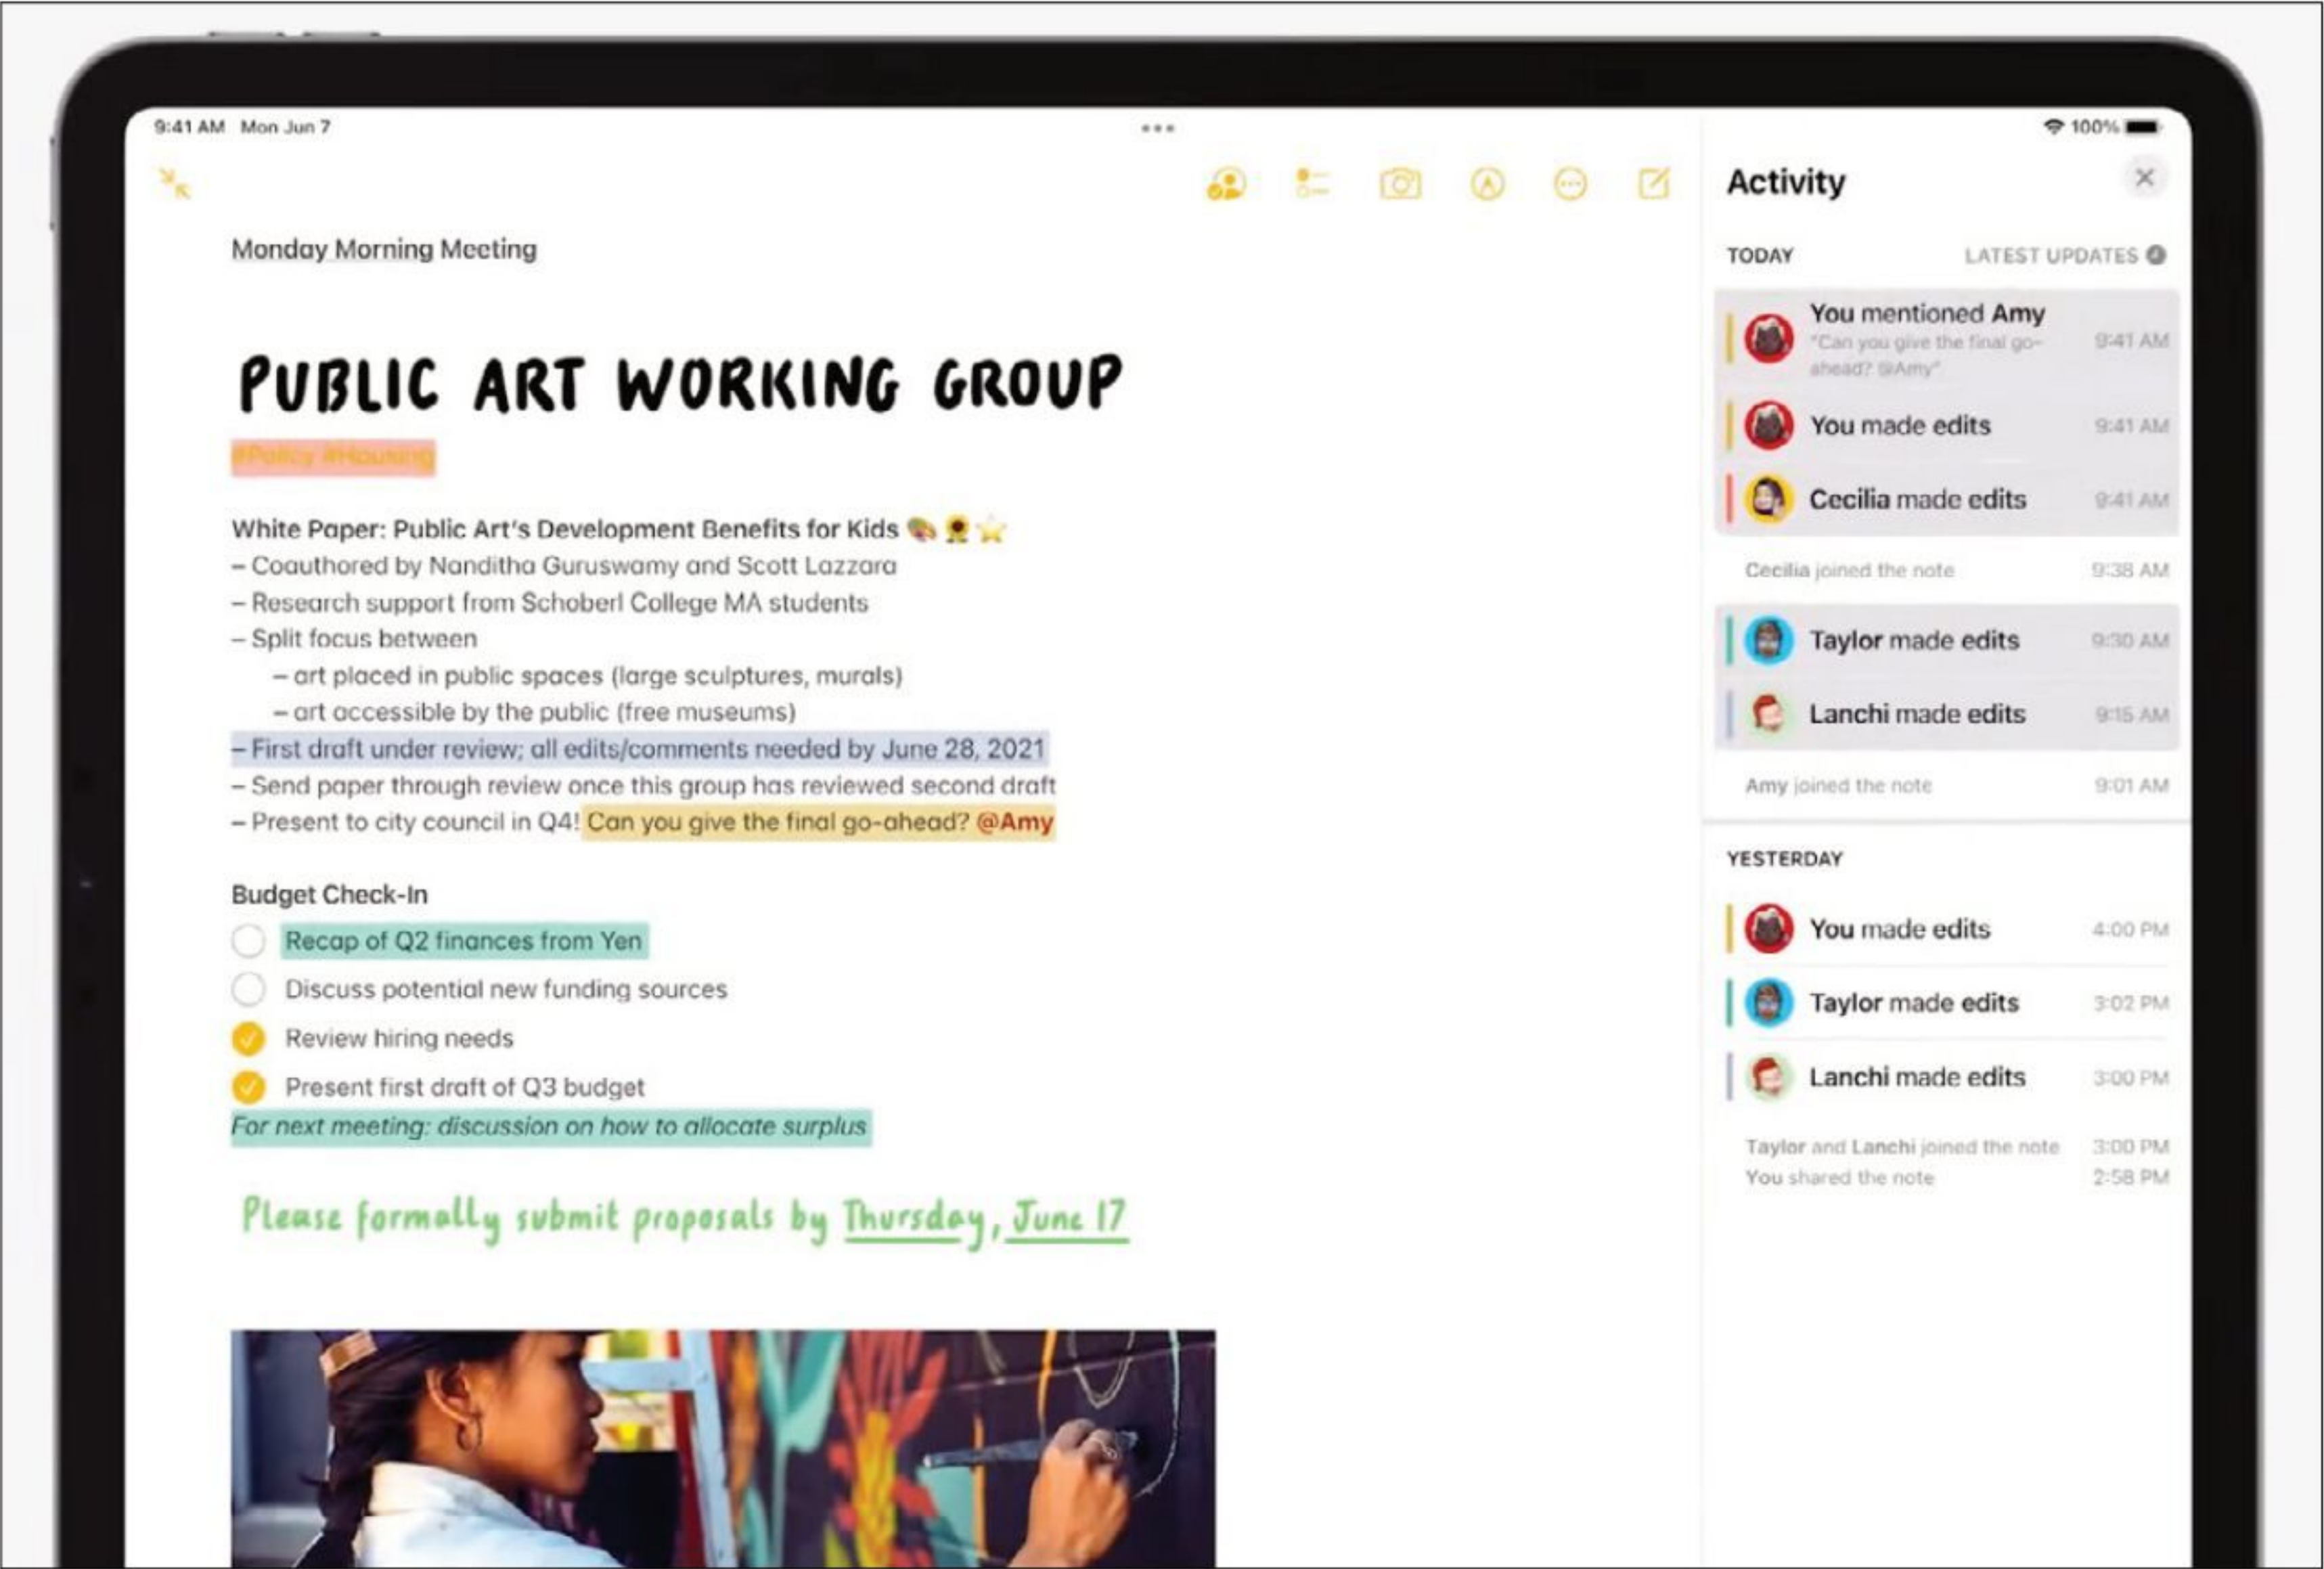 9:41 AM Mon Jun 7
100%
Monday Morning Meeting
PUBLIC ART WORKING GROUP
#Policy #Housing
White Paper: Public Art's Development Benefits for Kids 🎨 🌻 ⭐
– Coauthored by Nanditha Guruswamy and Scott Lazzara
– Research support from Schoberl College MA students
– Split focus between
– art placed in public spaces (large sculptures, murals)
– art accessible by the public (free museums)
– First draft under review; all edits/comments needed by June 28, 2021
– Send paper through review once this group has reviewed second draft
– Present to city council in Q4! Can you give the final go-ahead? @Amy
Budget Check-In
Recap of Q2 finances from Yen
Discuss potential new funding sources
Review hiring needs
Present first draft of Q3 budget
For next meeting: discussion on how to allocate surplus
Please formally submit proposals by Thursday, June 17
Activity
TODAY LATEST UPDATES
You mentioned Amy
"Can you give the final go-
ahead? @Amy"
9:41 AM
You made edits 9:41 AM
Cecilia made edits 9:41 AM
Cecilia joined the note 9:38 AM
Taylor made edits 9:30 AM
Lanchi made edits 9:15 AM
Amy joined the note 9:01 AM
YESTERDAY
You made edits 4:00 PM
Taylor made edits 3:02 PM
Lanchi made edits 3:00 PM
Taylor and Lanchi joined the note 3:00 PM
You shared the note 2:58 PM